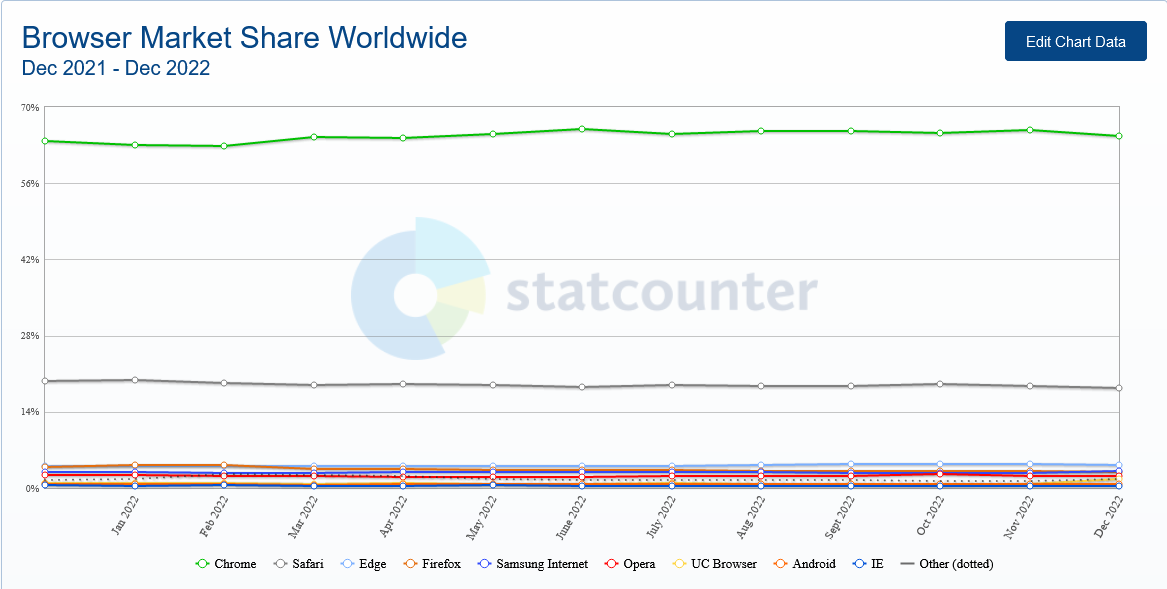 Browser Market Share Worldwide
Dec 2021 - Dec 2022
Edit Chart Data
70%
56%
42%
28%
14%
0%
statcounter
Jan 2022
Feb 2022
Mar 2022
Apr 2022
May 2022
June 2022
July 2022
Aug 2022
Sept 2022
Oct 2022
Nov 2022
Dec 2022
Chrome Safari Edge Firefox Samsung Internet Opera UC Browser Android IE Other (dotted)